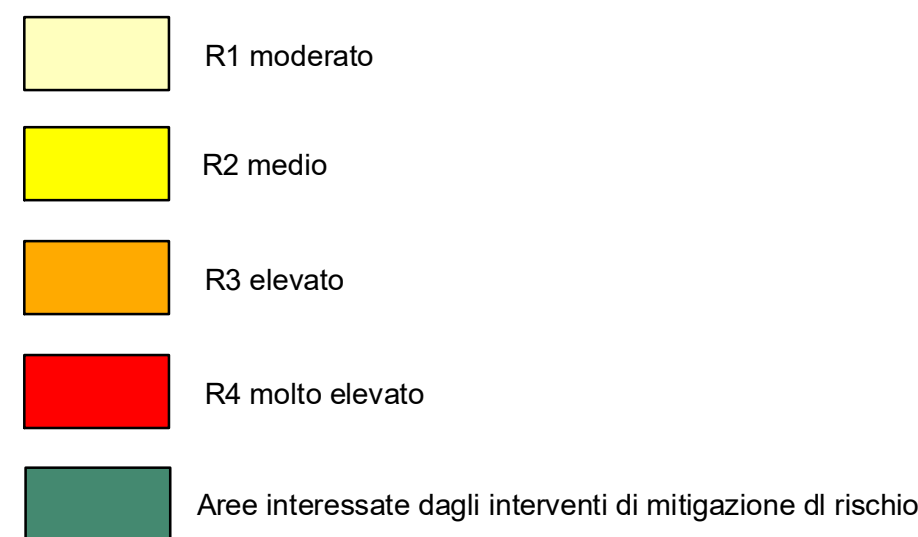 R1 moderato
R2 medio
R3 elevato
R4 molto elevato
Aree interessate dagli interventi di mitigazione dl rischio